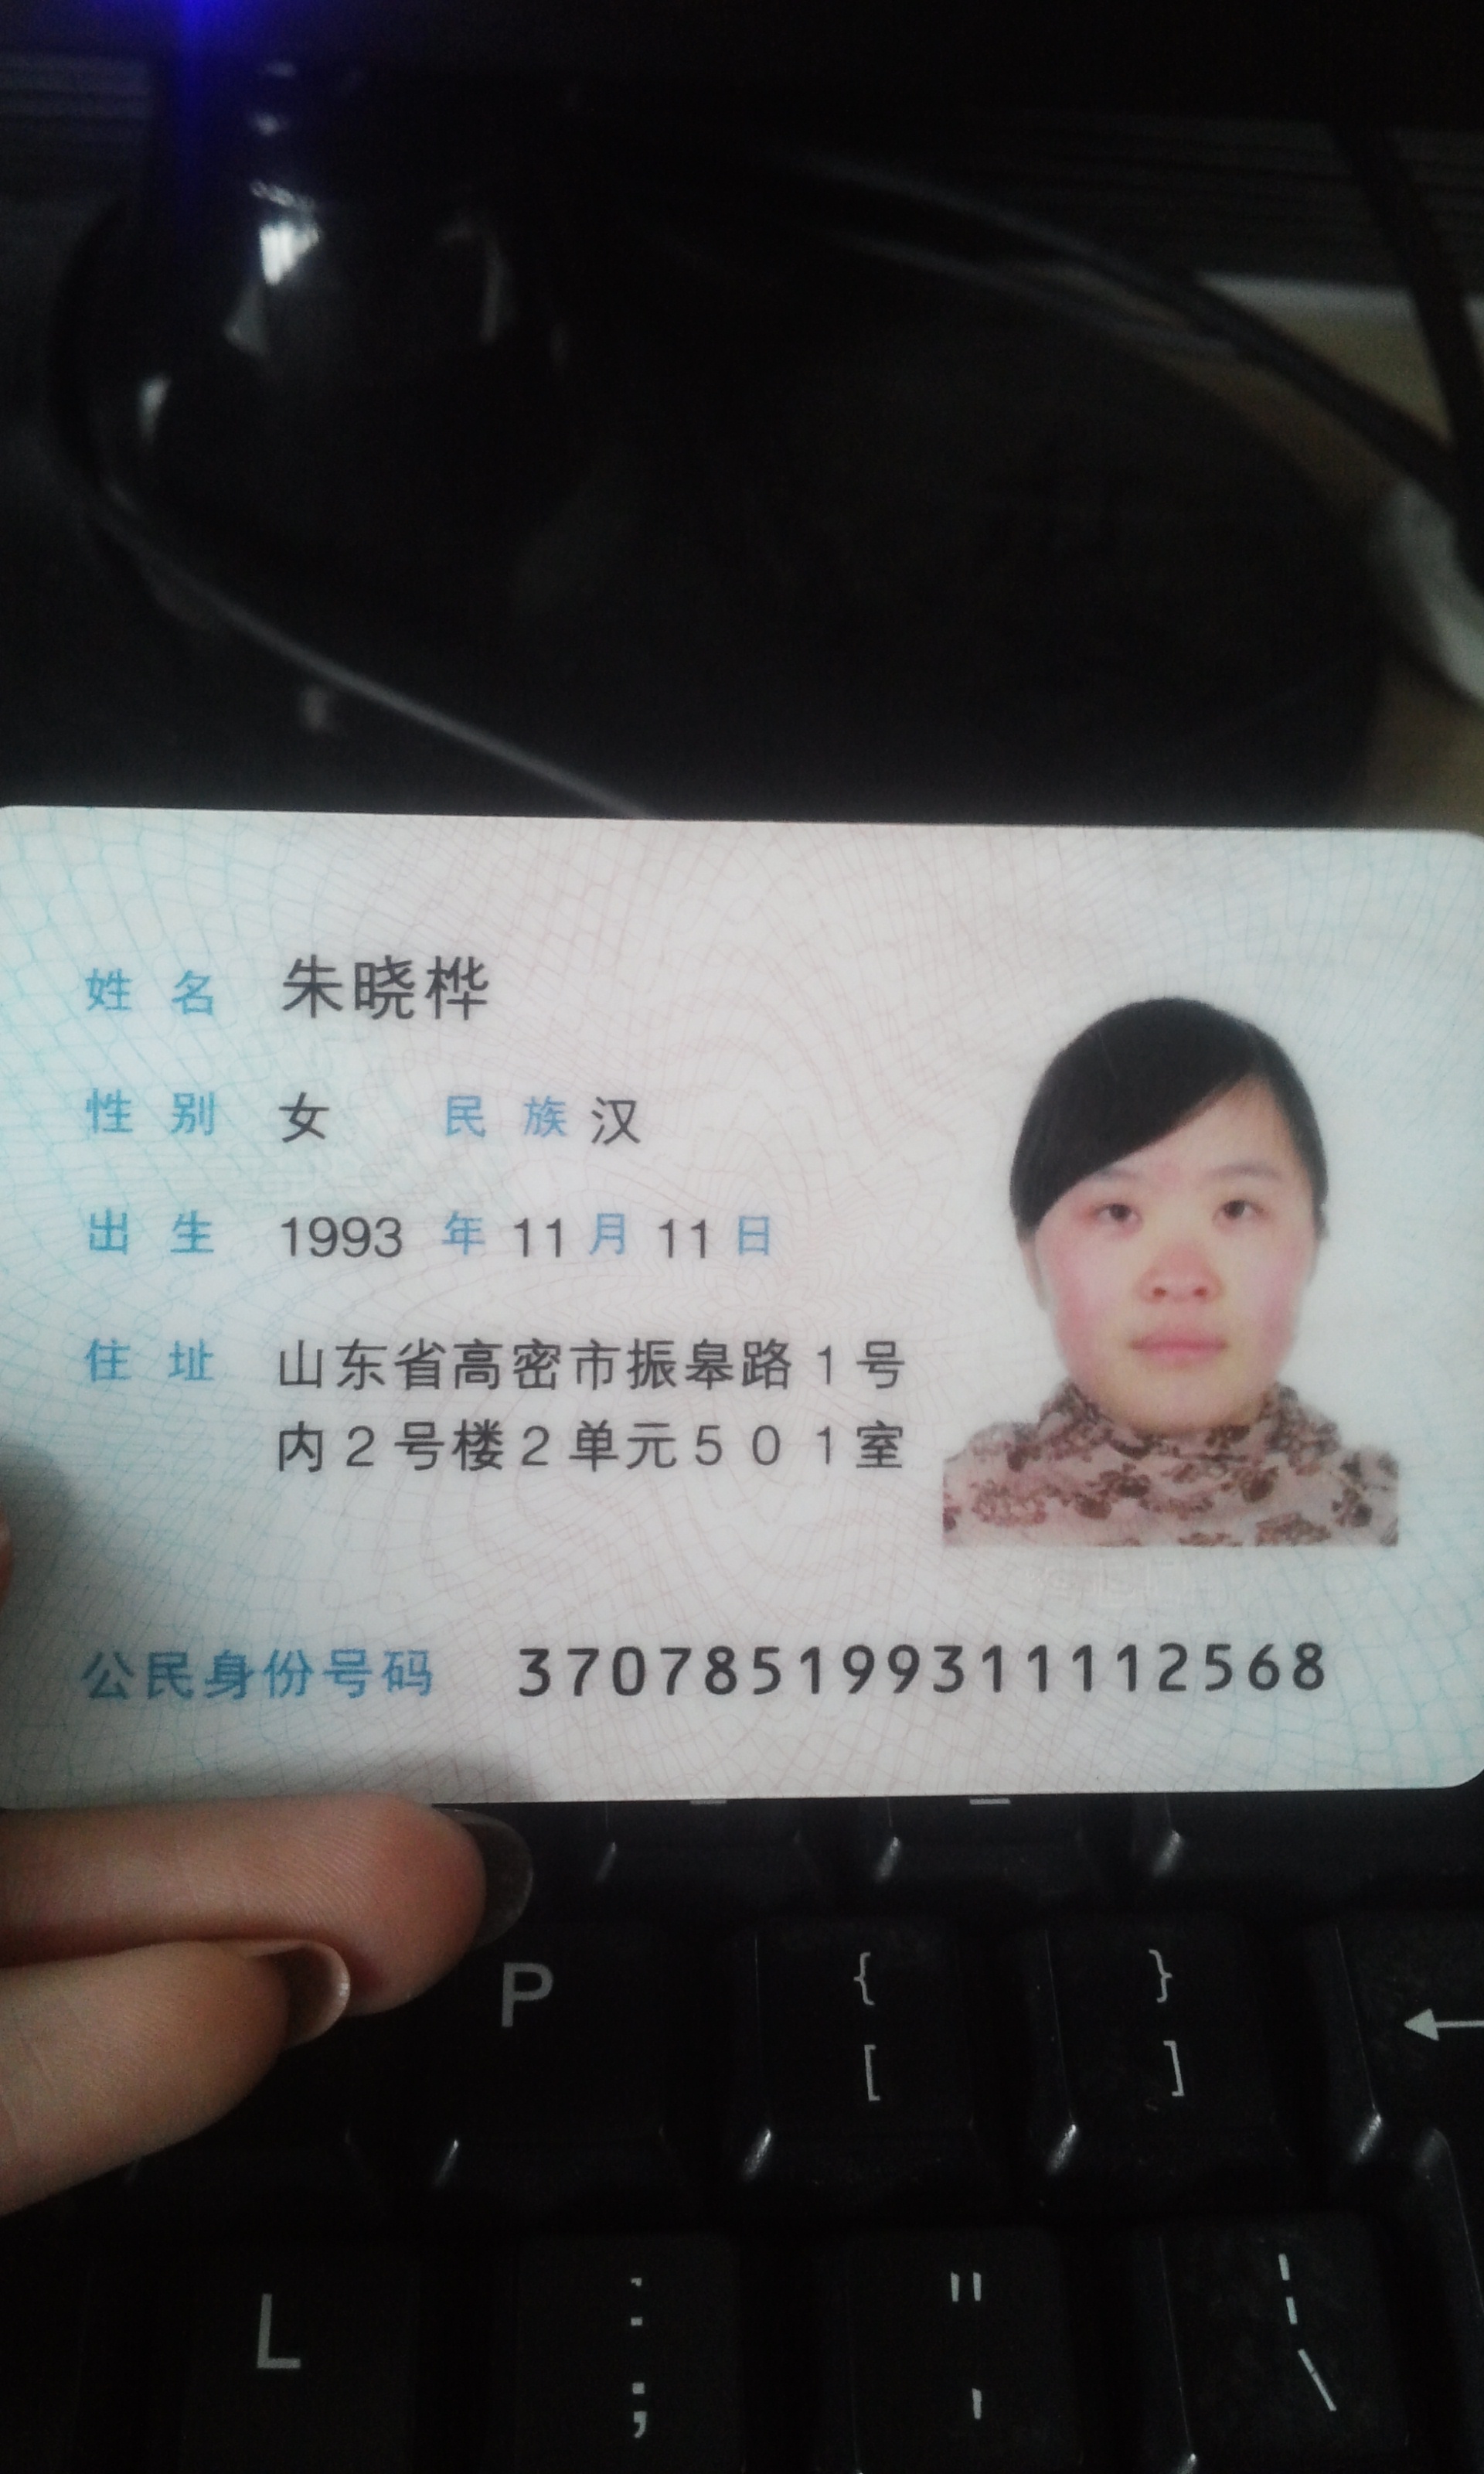 姓名 朱晓桦
性别 女 民族 汉
出生 1993 年 11 月 11 日
住址 山东省高密市振皋路1号
内2号楼2单元501室
公民身份号码 370785199311112568
P { }
[ ] ←
L : " ¦
; ' \